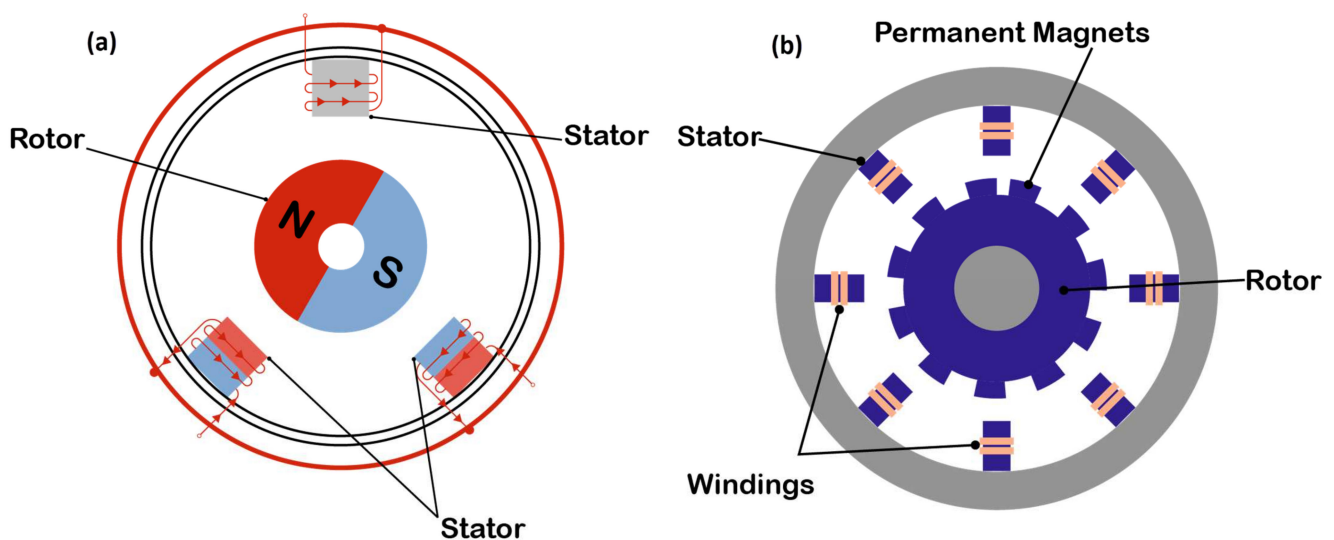 (a)
Rotor
Stator
N
S
Stator
(b)
Permanent Magnets
Stator
Rotor
Windings